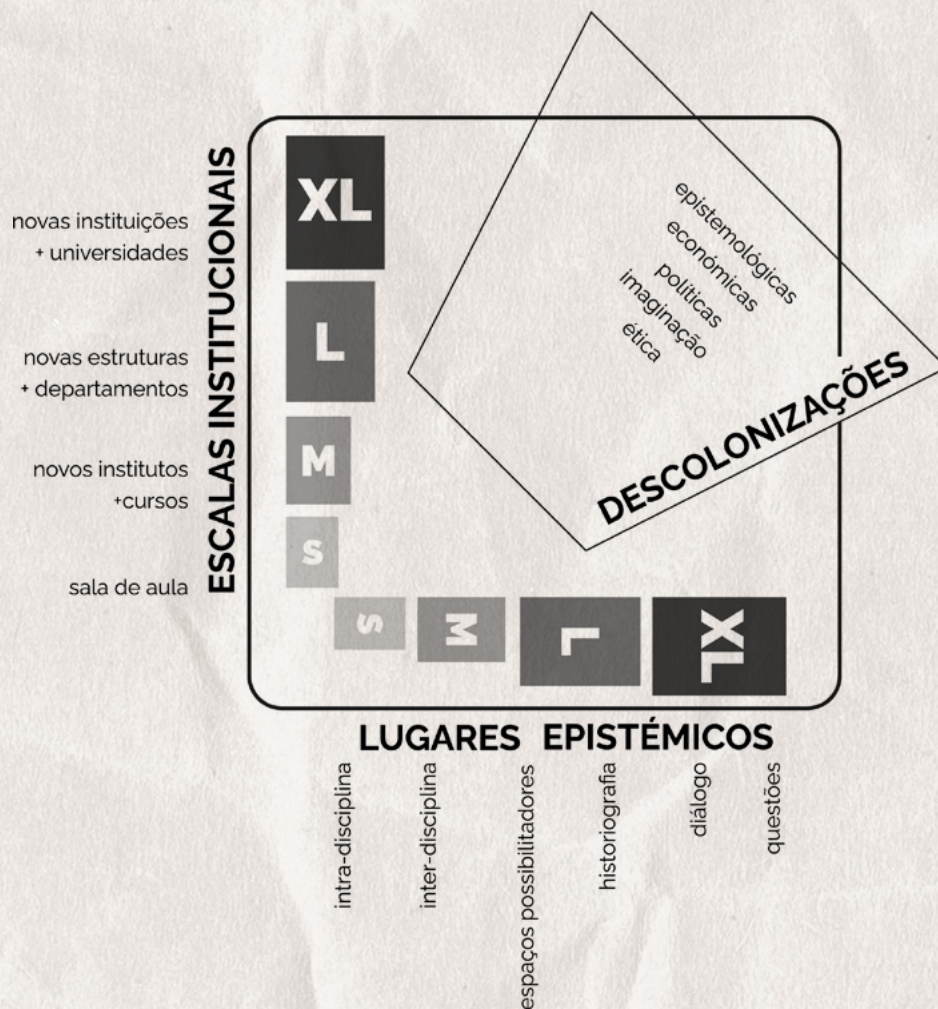 novas instituições
+ universidades
novas estruturas
+ departamentos
novos institutos
+cursos
sala de aula
ESCALAS INSTITUCIONAIS
XL
L
M
S
S
M
L
XL
epistemológicas
económicas
políticas
imaginação
ética
DESCOLONIZAÇÕES
LUGARES EPISTÉMICOS
intra-disciplina
inter-disciplina
espaços possibilitadores
historiografia
diálogo
questões